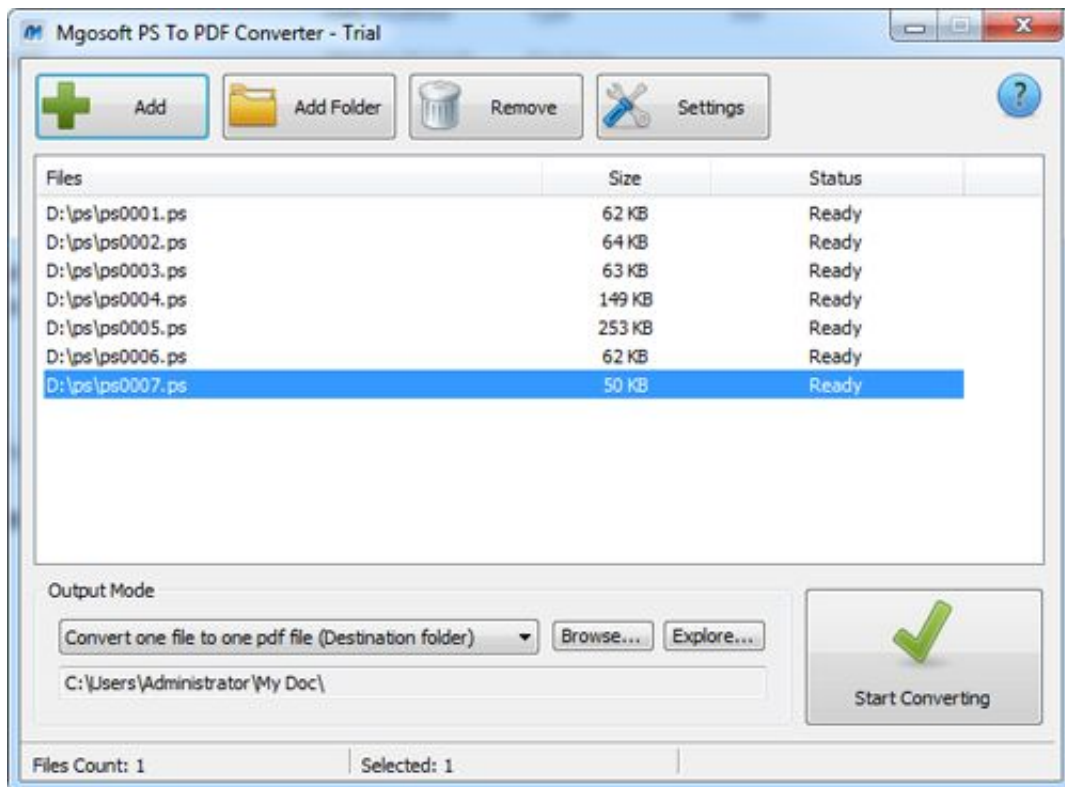 Mgosoft PS To PDF Converter - Trial
Add Add Folder Remove Settings ?
Files Size Status
D:\ps\ps0001.ps 62 KB Ready
D:\ps\ps0002.ps 64 KB Ready
D:\ps\ps0003.ps 63 KB Ready
D:\ps\ps0004.ps 149 KB Ready
D:\ps\ps0005.ps 253 KB Ready
D:\ps\ps0006.ps 62 KB Ready
D:\ps\ps0007.ps 50 KB Ready
Output Mode
Convert one file to one pdf file (Destination folder) Browse... Explore...
C:\Users\Administrator\My Doc\
Start Converting
Files Count: 1 Selected: 1